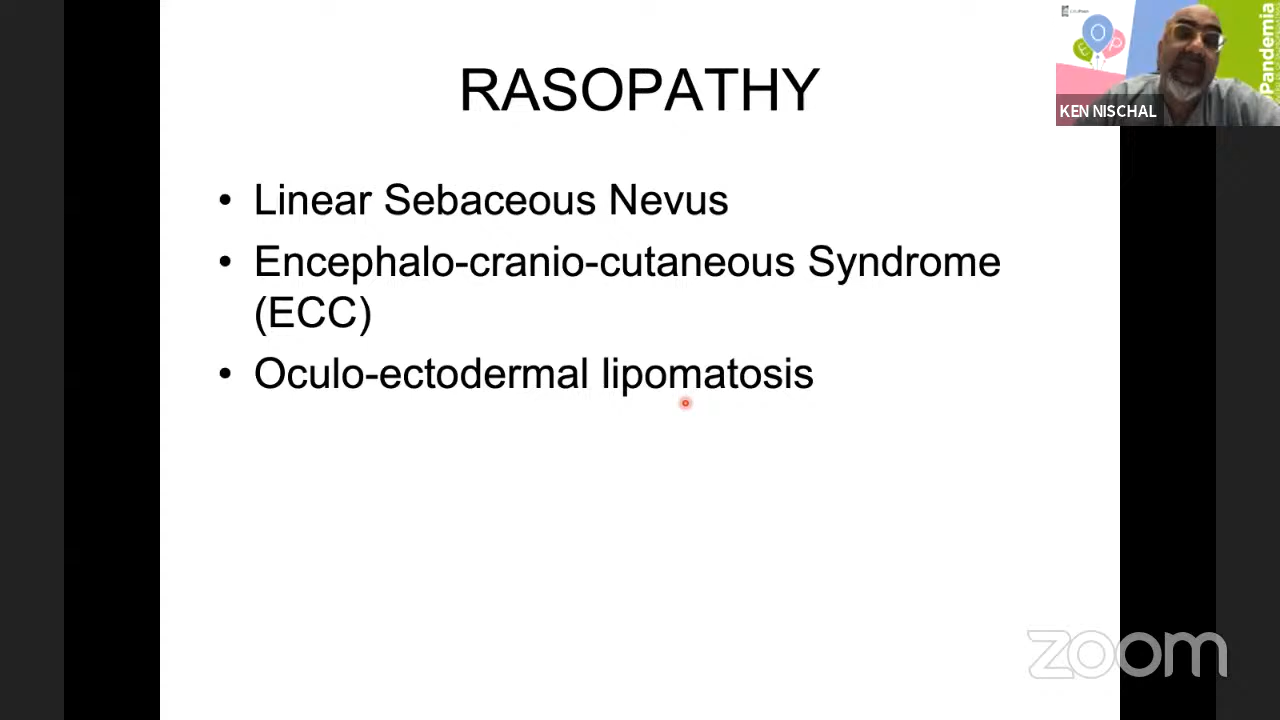 RASOPATHY
• Linear Sebaceous Nevus
• Encephalo-cranio-cutaneous Syndrome
(ECC)
• Oculo-ectodermal lipomatosis
KEN NISCHAL
E
O
P
Pandemia
zoom